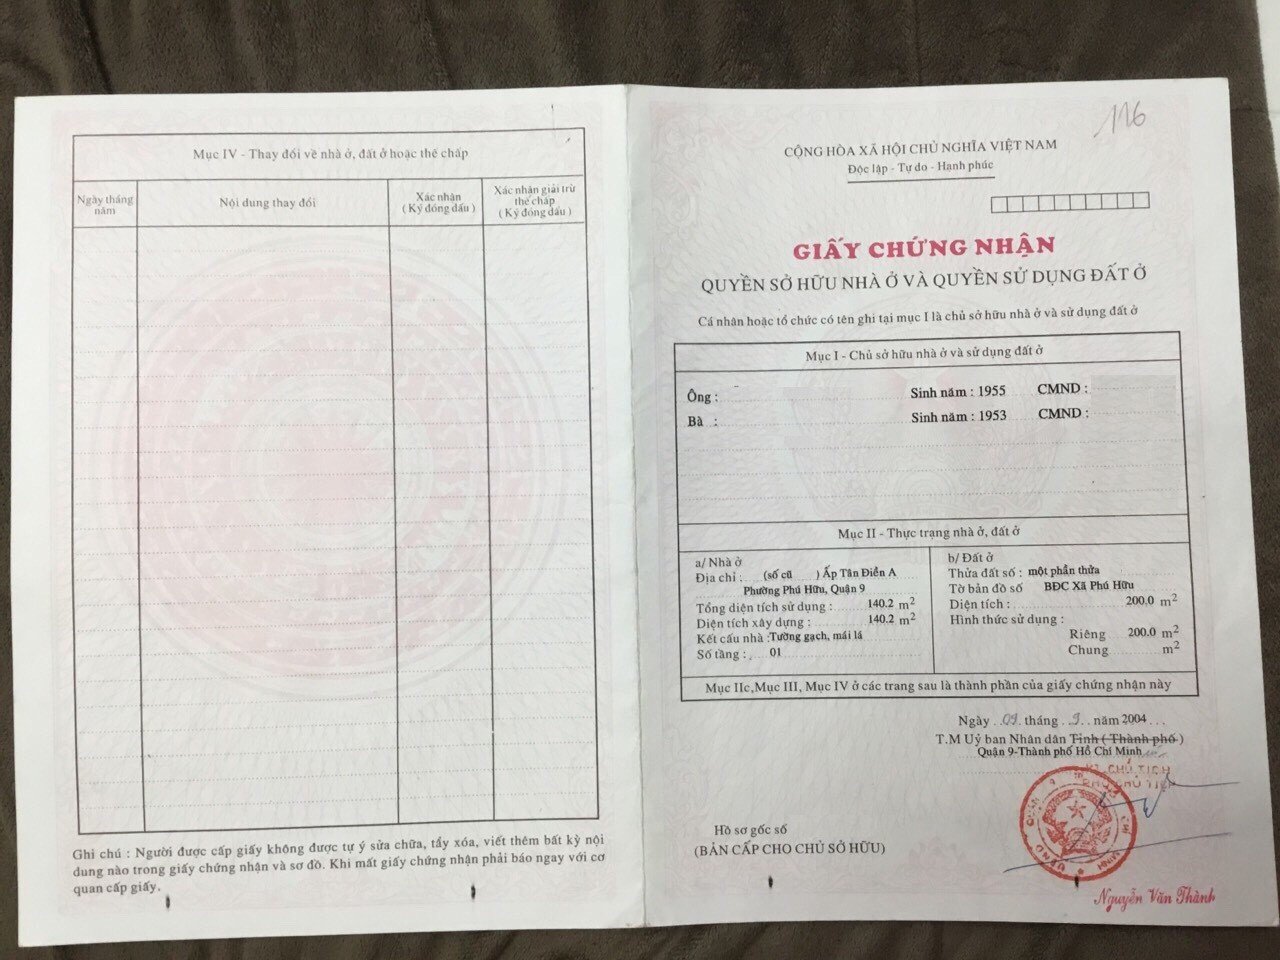 Mục IV - Thay đổi về nhà ở, đất ở hoặc thế chấp
Ngày tháng năm
Nội dung thay đổi
Xác nhận
( Ký đóng dấu )
Xác nhận giải trừ
thế chấp
( Ký đóng dấu )
Ghi chú : Người được cấp giấy không được tự ý sửa chữa, tẩy xóa, viết thêm bất kỳ nội
dung nào trong giấy chứng nhận và sơ đồ. Khi mất giấy chứng nhận phải báo ngay với cơ
quan cấp giấy.
116
CỘNG HÒA XÃ HỘI CHỦ NGHĨA VIỆT NAM
Độc lập - Tự do - Hạnh phúc
GIẤY CHỨNG NHẬN
QUYỀN SỞ HỮU NHÀ Ở VÀ QUYỀN SỬ DỤNG ĐẤT Ở
Cá nhân hoặc tổ chức có tên ghi tại mục I là chủ sở hữu nhà ở và sử dụng đất ở
Mục I - Chủ sở hữu nhà ở và sử dụng đất ở
Ông : Sinh năm : 1955 CMND :
Bà : Sinh năm : 1953 CMND :
Mục II - Thực trạng nhà ở, đất ở
a/ Nhà ở
Địa chỉ : (số cũ ) Ấp Tân Điền A
Phường Phú Hữu, Quận 9
Tổng diện tích sử dụng : 140.2 m2
Diện tích xây dựng : 140.2 m2
Kết cấu nhà : Tường gạch, mái lá
Số tầng : 01
b/ Đất ở
Thửa đất số : một phần thửa
Tờ bản đồ số BĐC Xã Phú Hữu
Diện tích : 200.0 m2
Hình thức sử dụng :
Riêng 200.0 m2
Chung m2
Mục IIc,Mục III, Mục IV ở các trang sau là thành phần của giấy chứng nhận này
Ngày 09 tháng 9 năm 2004
T.M Uỷ ban Nhân dân Tỉnh ( Thành phố )
Quận 9-Thành phố Hồ Chí Minh
KT CHỦ TỊCH
PHÓ CHỦ TỊCH
Hồ sơ gốc số
(BẢN CẤP CHO CHỦ SỞ HỮU)
Nguyễn Văn Thành